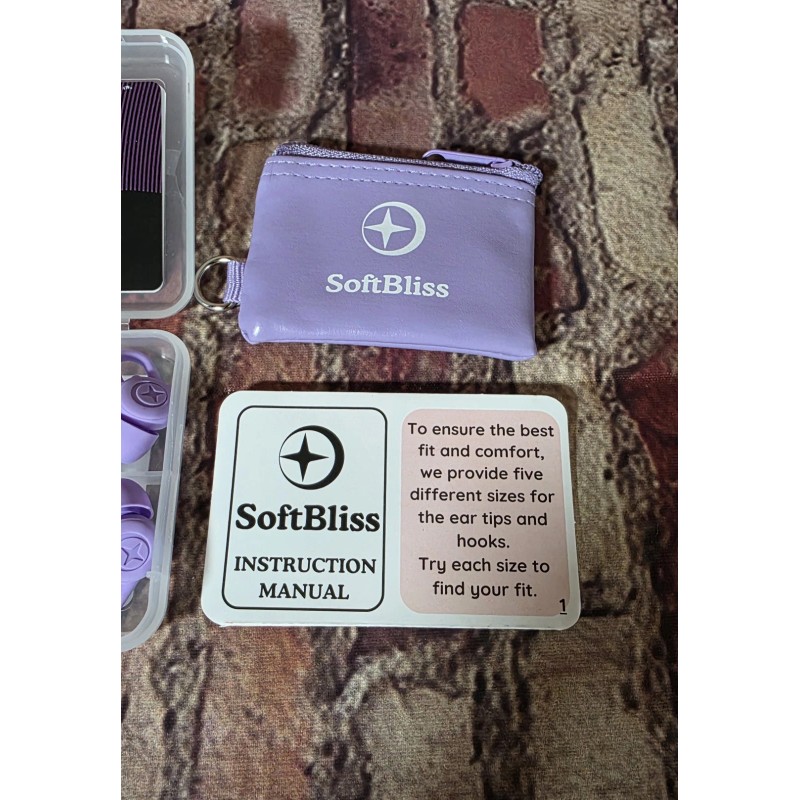 SoftBliss
SoftBliss
INSTRUCTION
MANUAL
To ensure the best
fit and comfort,
we provide five
different sizes for
the ear tips and
hooks.
Try each size to
find your fit.
1